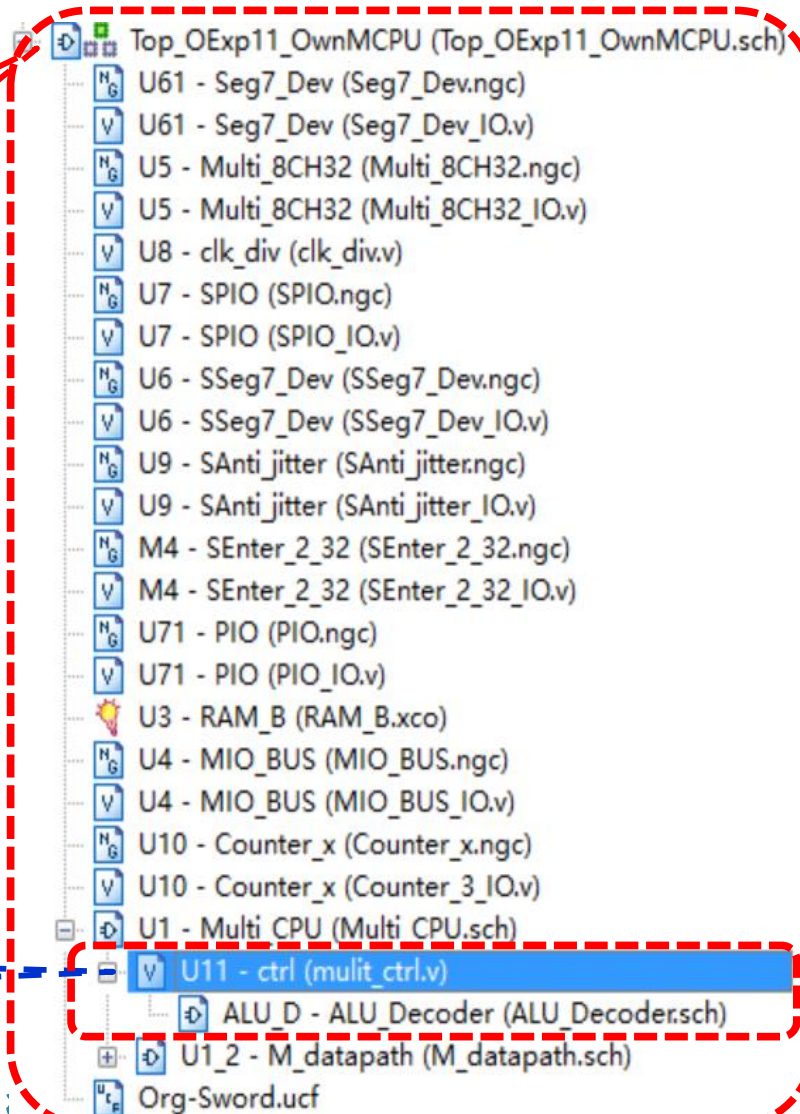 Top_OExp11_OwnMCPU (Top_OExp11_OwnMCPU.sch)
U61 - Seg7_Dev (Seg7_Dev.ngc)
U61 - Seg7_Dev (Seg7_Dev_IO.v)
U5 - Multi_8CH32 (Multi_8CH32.ngc)
U5 - Multi_8CH32 (Multi_8CH32_IO.v)
U8 - clk_div (clk_div.v)
U7 - SPIO (SPIO.ngc)
U7 - SPIO (SPIO_IO.v)
U6 - SSeg7_Dev (SSeg7_Dev.ngc)
U6 - SSeg7_Dev (SSeg7_Dev_IO.v)
U9 - SAnti_jitter (SAnti_jitter.ngc)
U9 - SAnti_jitter (SAnti_jitter_IO.v)
M4 - SEnter_2_32 (SEnter_2_32.ngc)
M4 - SEnter_2_32 (SEnter_2_32_IO.v)
U71 - PIO (PIO.ngc)
U71 - PIO (PIO_IO.v)
U3 - RAM_B (RAM_B.xco)
U4 - MIO_BUS (MIO_BUS.ngc)
U4 - MIO_BUS (MIO_BUS_IO.v)
U10 - Counter_x (Counter_x.ngc)
U10 - Counter_x (Counter_3_IO.v)
U1 - Multi_CPU (Multi_CPU.sch)
U11 - ctrl (mulit_ctrl.v)
ALU_D - ALU_Decoder (ALU_Decoder.sch)
U1_2 - M_datapath (M_datapath.sch)
Org-Sword.ucf